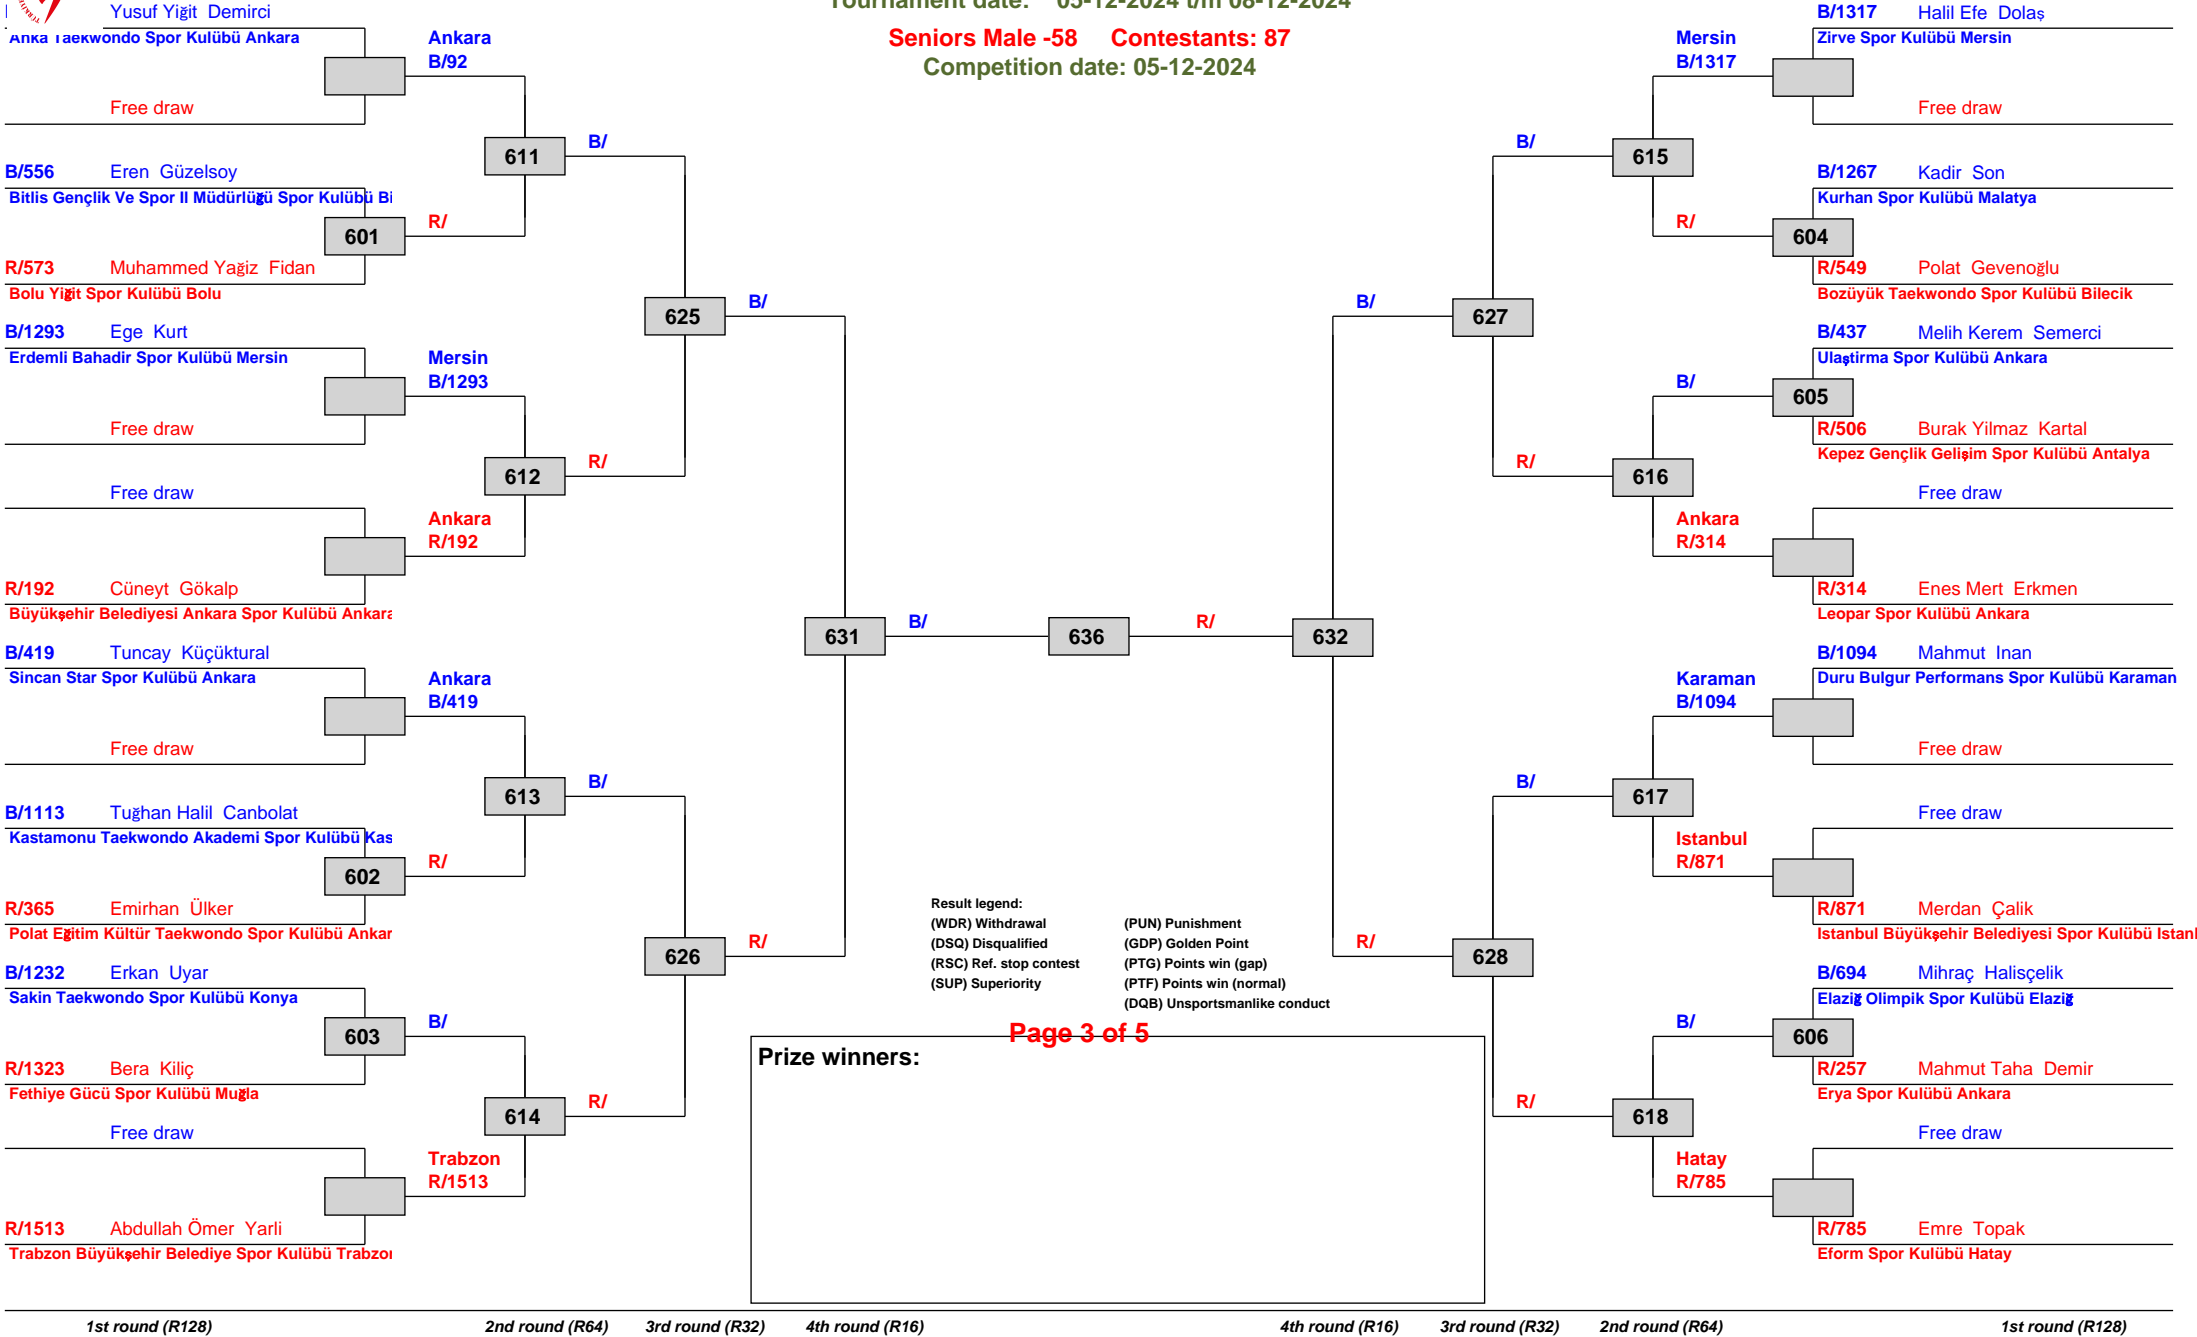 Tournament date: 05-12-2024 t/m 08-12-2024
Seniors Male -58 Contestants: 87
Competition date: 05-12-2024
Yusuf Yiğit Demirci
Anka Taekwondo Spor Kulübü Ankara
Ankara
B/92
Free draw
611
B/
B/556 Eren Güzelsoy
Bitlis Gençlik Ve Spor Il Müdürlüğü Spor Kulübü Bi
601
R/
R/573 Muhammed Yağiz Fidan
Bolu Yiğit Spor Kulübü Bolu
625
B/
B/1293 Ege Kurt
Erdemli Bahadir Spor Kulübü Mersin
Mersin
B/1293
Free draw
612
R/
Free draw
Ankara
R/192
R/192 Cüneyt Gökalp
Büyükşehir Belediyesi Ankara Spor Kulübü Ankara
631
B/
636
R/
632
B/419 Tuncay Küçüktural
Sincan Star Spor Kulübü Ankara
Ankara
B/419
Free draw
613
B/
B/1113 Tuğhan Halil Canbolat
Kastamonu Taekwondo Akademi Spor Kulübü Kas
602
R/
R/365 Emirhan Ülker
Polat Eğitim Kültür Taekwondo Spor Kulübü Ankar
626
R/
B/1232 Erkan Uyar
Sakin Taekwondo Spor Kulübü Konya
603
B/
R/1323 Bera Kiliç
Fethiye Gücü Spor Kulübü Muğla
614
R/
Free draw
Trabzon
R/1513
R/1513 Abdullah Ömer Yarli
Trabzon Büyükşehir Belediye Spor Kulübü Trabzon
B/1317 Halil Efe Dolaş
Zirve Spor Kulübü Mersin
Mersin
B/1317
Free draw
B/
615
B/1267 Kadir Son
Kurhan Spor Kulübü Malatya
R/
604
R/549 Polat Gevenoğlu
Bozüyük Taekwondo Spor Kulübü Bilecik
B/
627
B/437 Melih Kerem Semerci
Ulaştirma Spor Kulübü Ankara
B/
605
R/506 Burak Yilmaz Kartal
Kepez Gençlik Gelişim Spor Kulübü Antalya
R/
616
Free draw
Ankara
R/314
R/314 Enes Mert Erkmen
Leopar Spor Kulübü Ankara
B/1094 Mahmut Inan
Duru Bulgur Performans Spor Kulübü Karaman
Karaman
B/1094
Free draw
B/
617
Free draw
Istanbul
R/871
R/871 Merdan Çalik
Istanbul Büyükşehir Belediyesi Spor Kulübü Istanl
R/
628
B/694 Mihraç Halisçelik
Elaziğ Olimpik Spor Kulübü Elaziğ
B/
606
R/257 Mahmut Taha Demir
Erya Spor Kulübü Ankara
R/
618
Free draw
Hatay
R/785
R/785 Emre Topak
Eform Spor Kulübü Hatay
Result legend:
(WDR) Withdrawal (PUN) Punishment
(DSQ) Disqualified (GDP) Golden Point
(RSC) Ref. stop contest (PTG) Points win (gap)
(SUP) Superiority (PTF) Points win (normal)
(DQB) Unsportsmanlike conduct
Page 3 of 5
Prize winners:
1st round (R128) 2nd round (R64) 3rd round (R32) 4th round (R16) 4th round (R16) 3rd round (R32) 2nd round (R64) 1st round (R128)